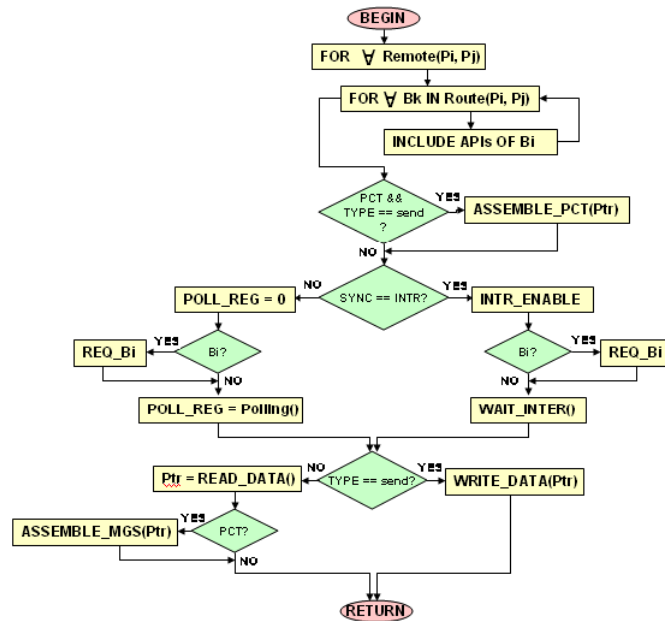 BEGIN
FOR ∀ Remote(Pi, Pj)
FOR ∀ Bk IN Route(Pi, Pj)
INCLUDE APIs OF Bi
PCT &&
TYPE == send
?
YES
ASSEMBLE_PCT(Ptr)
NO
POLL_REG = 0
NO
SYNC == INTR?
YES
INTR_ENABLE
REQ_Bi
YES
Bi?
Bi?
YES
REQ_Bi
NO
NO
POLL_REG = Polling()
WAIT_INTER()
Ptr = READ_DATA()
NO
TYPE == send?
YES
WRITE_DATA(Ptr)
ASSEMBLE_MGS(Ptr)
YES
PCT?
NO
RETURN